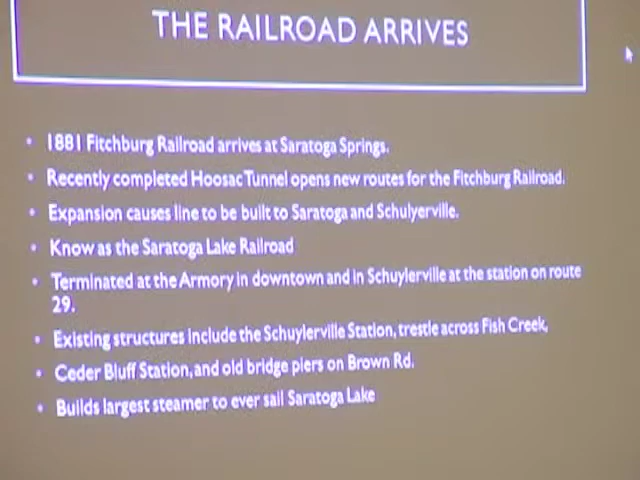 THE RAILROAD ARRIVES
• 1881 Fitchburg Railroad arrives at Saratoga Springs.
• Recently completed Hoosac Tunnel opens new routes for the Fitchburg Railroad.
• Expansion causes line to be built to Saratoga and Schulyerville.
• Know as the Saratoga Lake Railroad
• Terminated at the Armory in downtown and in Schuylerville at the station on route
29.
• Existing structures include the Schuylerville Station, trestle across Fish Creek,
• Ceder Bluff Station, and old bridge piers on Brown Rd.
• Builds largest steamer to ever sail Saratoga Lake